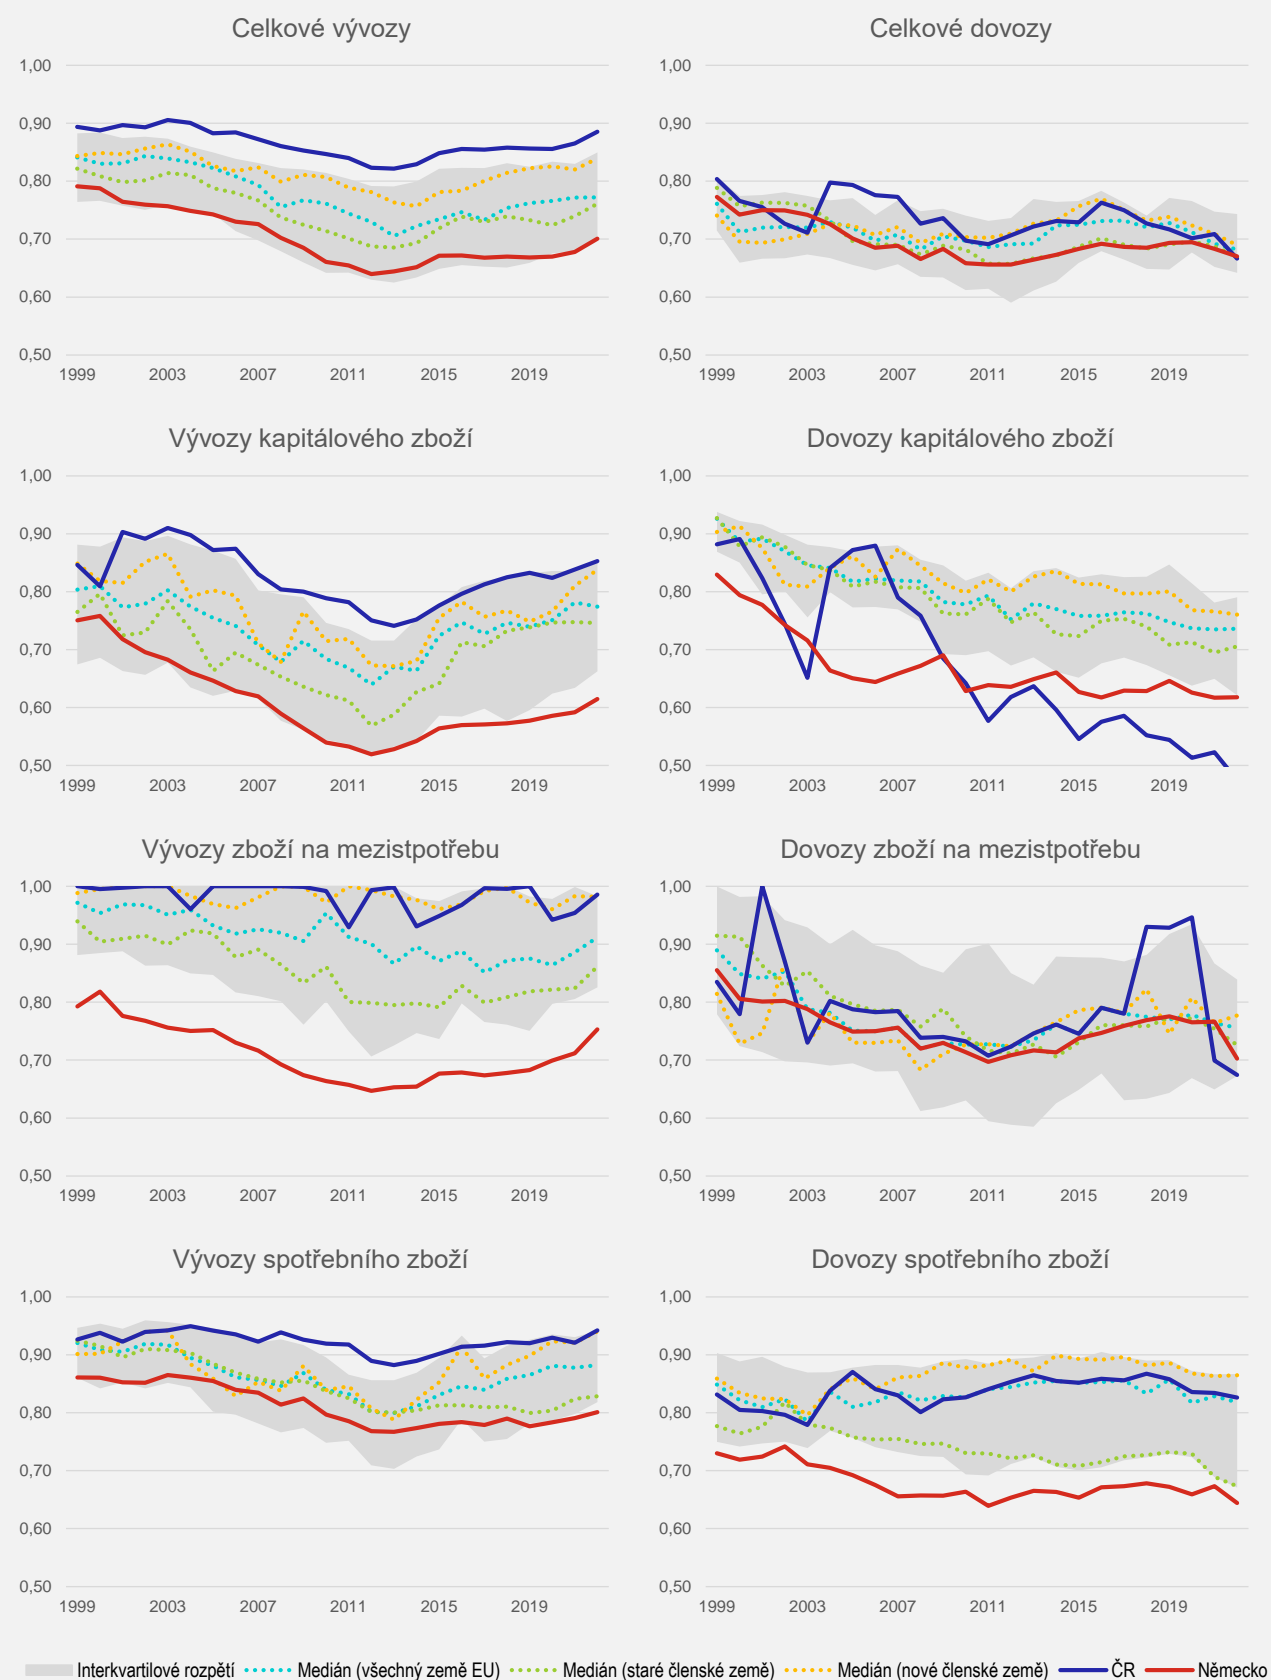 Celkové vývozy
Celkové dovozy
1,00
0,90
0,80
0,70
0,60
0,50
1999 2003 2007 2011 2015 2019
1,00
0,90
0,80
0,70
0,60
0,50
1999 2003 2007 2011 2015 2019
Vývozy kapitálového zboží
Dovozy kapitálového zboží
1,00
0,90
0,80
0,70
0,60
0,50
1999 2003 2007 2011 2015 2019
1,00
0,90
0,80
0,70
0,60
0,50
1999 2003 2007 2011 2015 2019
Vývozy zboží na mezistpotřebu
Dovozy zboží na mezistpotřebu
1,00
0,90
0,80
0,70
0,60
0,50
1999 2003 2007 2011 2015 2019
1,00
0,90
0,80
0,70
0,60
0,50
1999 2003 2007 2011 2015 2019
Vývozy spotřebního zboží
Dovozy spotřebního zboží
1,00
0,90
0,80
0,70
0,60
0,50
1999 2003 2007 2011 2015 2019
1,00
0,90
0,80
0,70
0,60
0,50
1999 2003 2007 2011 2015 2019
Interkvartilové rozpětí Medián (všechný země EU) Medián (staré členské země) Medián (nové členské země) ČR Německo